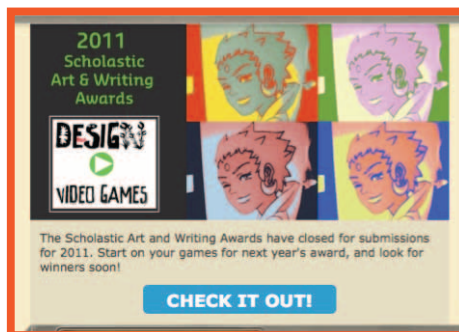 2011
Scholastic
Art & Writing
Awards
DESIGN
VIDEO GAMES
The Scholastic Art and Writing Awards have closed for submissions
for 2011. Start on your games for next year's award, and look for
winners soon!
CHECK IT OUT!